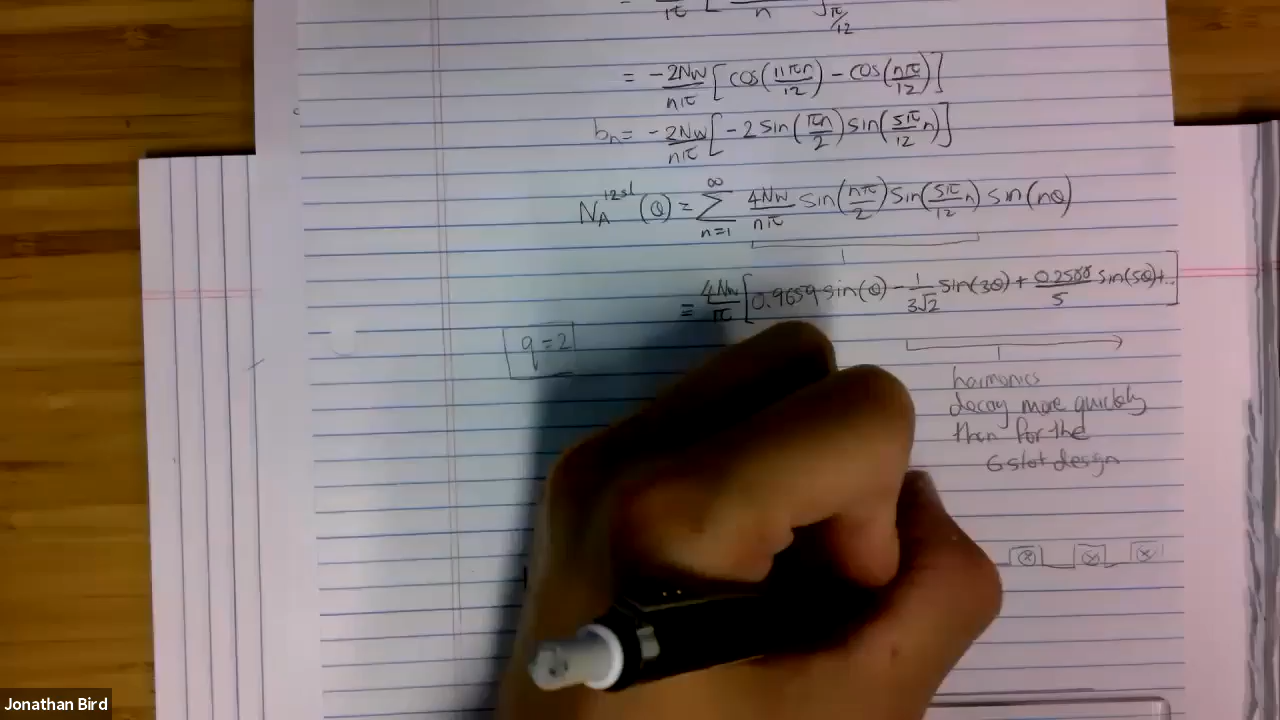 = π [ n ]π/12
= -2Nw/nπ [cos(11πn/12) - cos(nπ/12)]
bn = -2Nw/nπ [-2 sin(πn/2) sin(5π/12 n)]
N_A^12sl (θ) = ∑_{n=1}^∞ 4Nw/nπ sin(nπ/2) sin(5π/12 n) sin(nθ)
= 4Nw/π [0.9659 sin(θ) - 1/3√2 sin(3θ) + 0.2588/5 sin(5θ)+..]
q = 2
harmonics
decay more quickly
than for the
6 slot design
Jonathan Bird